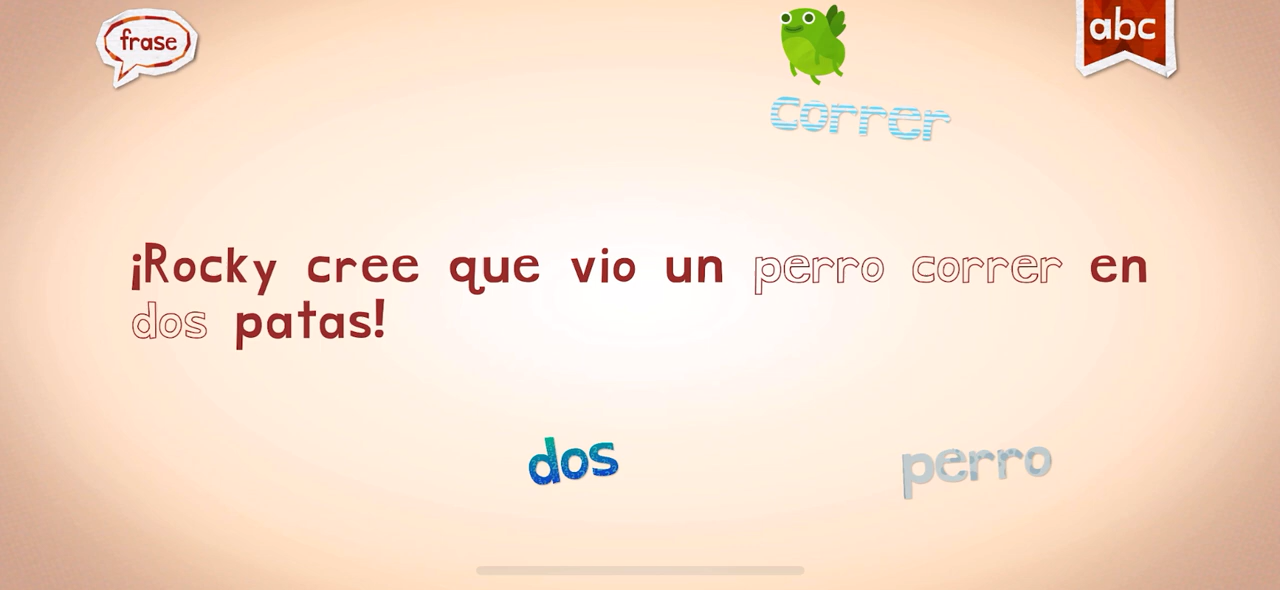 frase
abc
correr
¡Rocky cree que vio un perro correr en
dos patas!
dos
perro